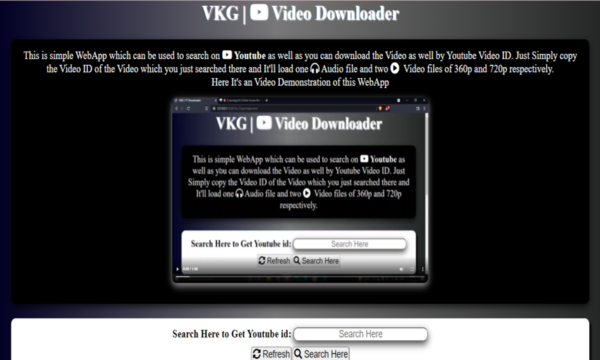 VKG | Video Downloader
This is simple WebApp which can be used to search on Youtube as well as you can download the Video as well by Youtube Video ID. Just Simply copy
the Video ID of the Video which you just searched there and It'll load one Audio file and two Video files of 360p and 720p respectively.
Here It's an Video Demonstration of this WebApp
VKG | Video Downloader
This is simple WebApp which can be used to search on Youtube as
well as you can download the Video as well by Youtube Video ID. Just
Simply copy the Video ID of the Video which you just searched there and
It'll load one Audio file and two Video files of 360p and 720p
respectively.
Search Here to Get Youtube id: Search Here
Refresh Search Here
Search Here to Get Youtube id: Search Here
Refresh Search Here